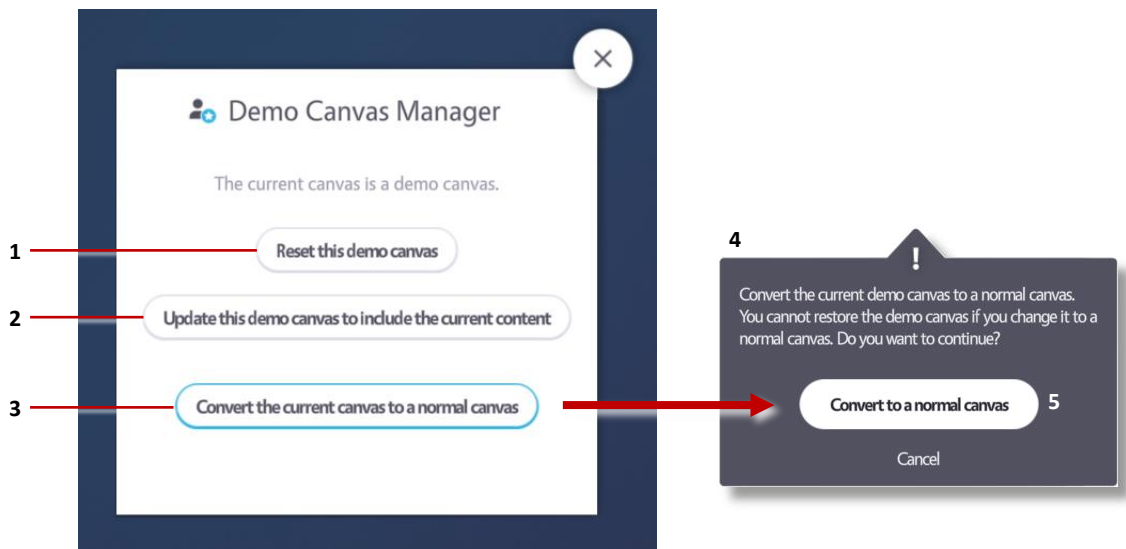 Demo Canvas Manager
The current canvas is a demo canvas.
1
Reset this demo canvas
2
Update this demo canvas to include the current content
3
Convert the current canvas to a normal canvas
4
!
Convert the current demo canvas to a normal canvas.
You cannot restore the demo canvas if you change it to a
normal canvas. Do you want to continue?
Convert to a normal canvas
5
Cancel